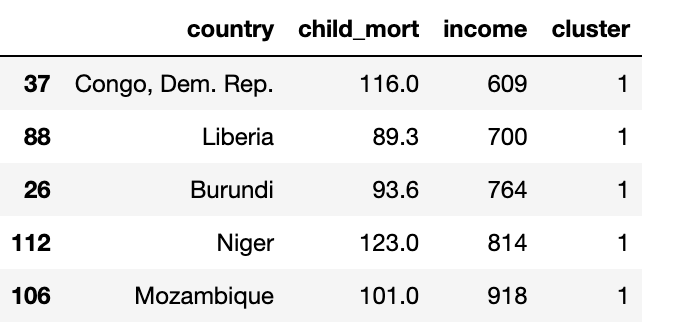 country child_mort income cluster
37 Congo, Dem. Rep. 116.0 609 1
88 Liberia 89.3 700 1
26 Burundi 93.6 764 1
112 Niger 123.0 814 1
106 Mozambique 101.0 918 1